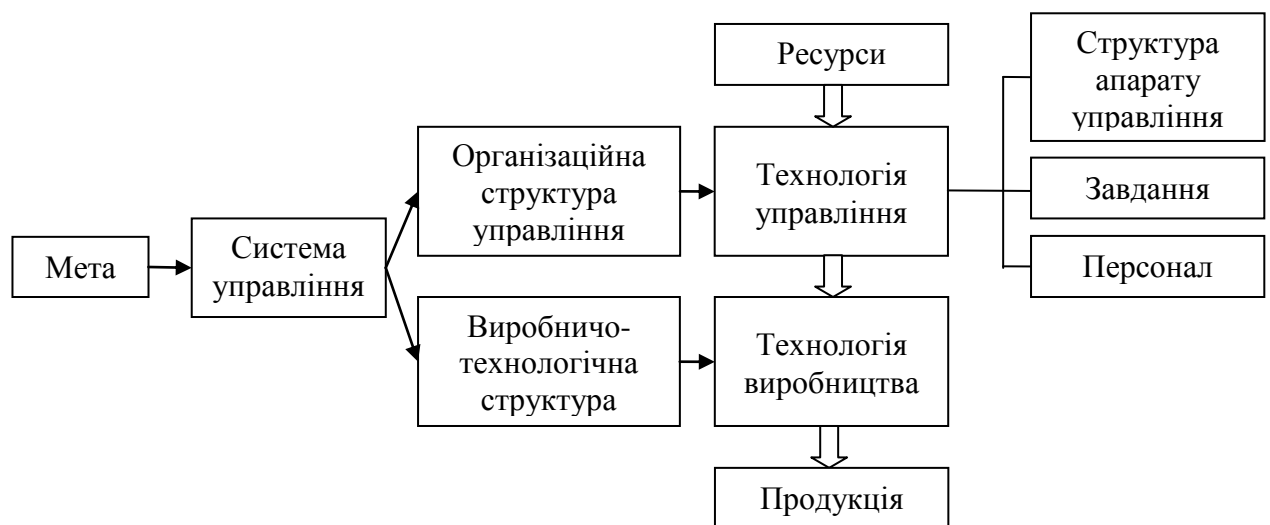 Ресурси
Структура
апарату
управління
Організаційна
структура
управління
Технологія
управління
Завдання
Мета
Система
управління
Персонал
Виробничо-
технологічна
структура
Технологія
виробництва
Продукція